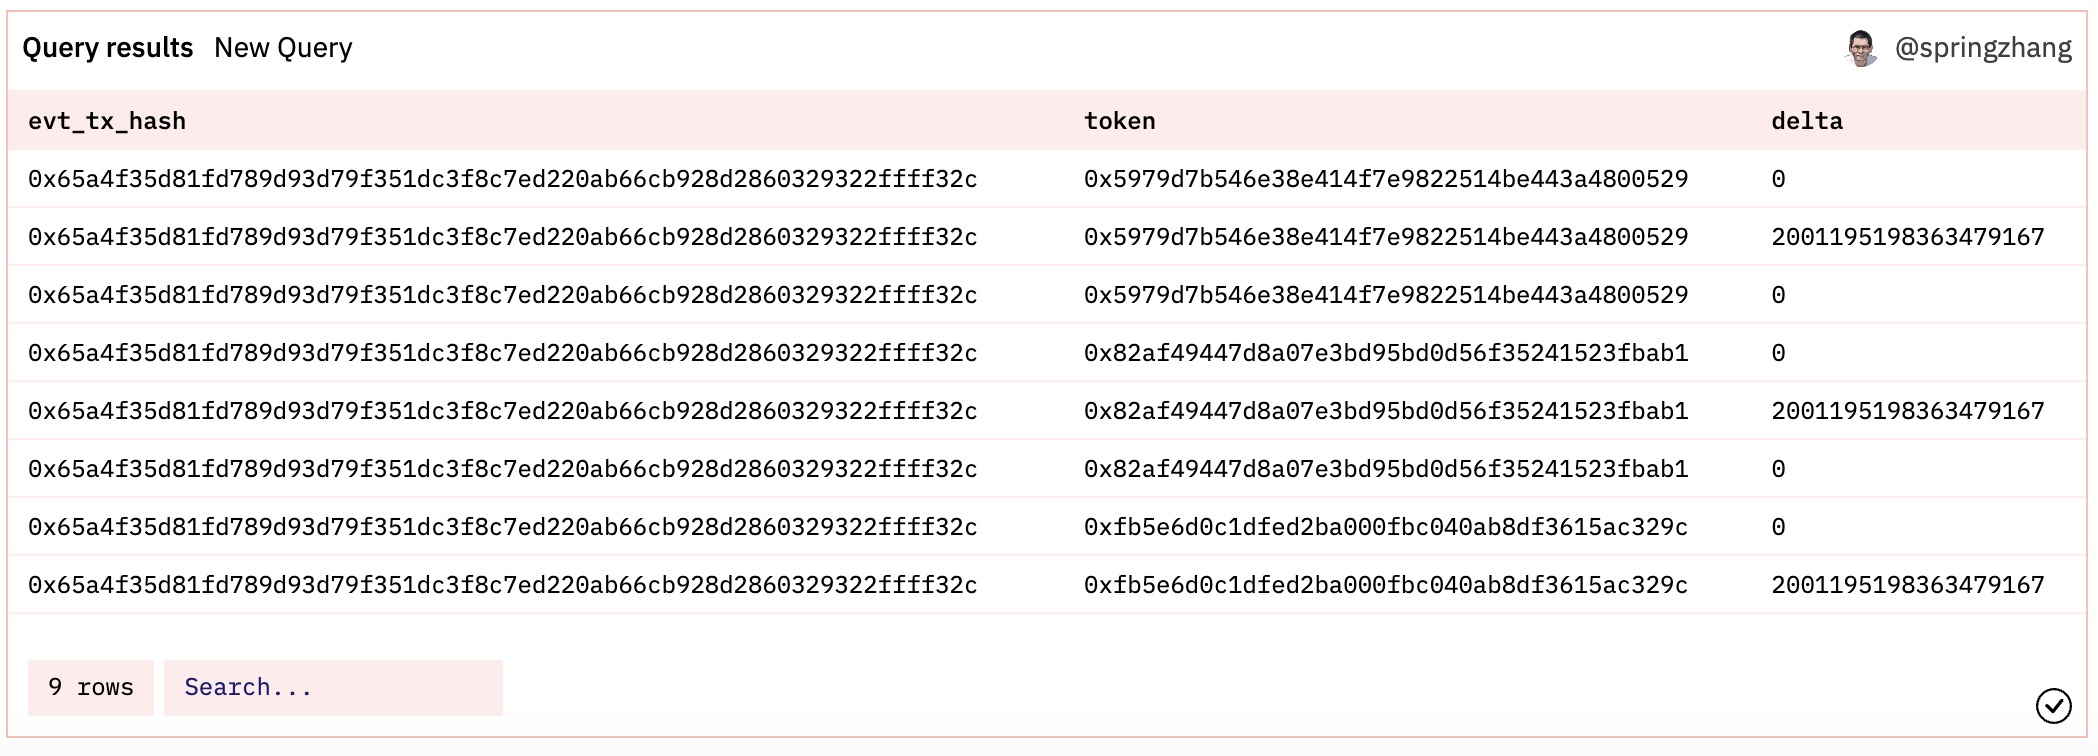 Query results New Query @springzhang
evt_tx_hash token delta
0x65a4f35d81fd789d93d79f351dc3f8c7ed220ab66cb928d2860329322ffff32c 0x5979d7b546e38e414f7e9822514be443a4800529 0
0x65a4f35d81fd789d93d79f351dc3f8c7ed220ab66cb928d2860329322ffff32c 0x5979d7b546e38e414f7e9822514be443a4800529 2001195198363479167
0x65a4f35d81fd789d93d79f351dc3f8c7ed220ab66cb928d2860329322ffff32c 0x5979d7b546e38e414f7e9822514be443a4800529 0
0x65a4f35d81fd789d93d79f351dc3f8c7ed220ab66cb928d2860329322ffff32c 0x82af49447d8a07e3bd95bd0d56f35241523fbab1 0
0x65a4f35d81fd789d93d79f351dc3f8c7ed220ab66cb928d2860329322ffff32c 0x82af49447d8a07e3bd95bd0d56f35241523fbab1 2001195198363479167
0x65a4f35d81fd789d93d79f351dc3f8c7ed220ab66cb928d2860329322ffff32c 0x82af49447d8a07e3bd95bd0d56f35241523fbab1 0
0x65a4f35d81fd789d93d79f351dc3f8c7ed220ab66cb928d2860329322ffff32c 0xfb5e6d0c1dfed2ba000fbc040ab8df3615ac329c 0
0x65a4f35d81fd789d93d79f351dc3f8c7ed220ab66cb928d2860329322ffff32c 0xfb5e6d0c1dfed2ba000fbc040ab8df3615ac329c 2001195198363479167
9 rows Search...